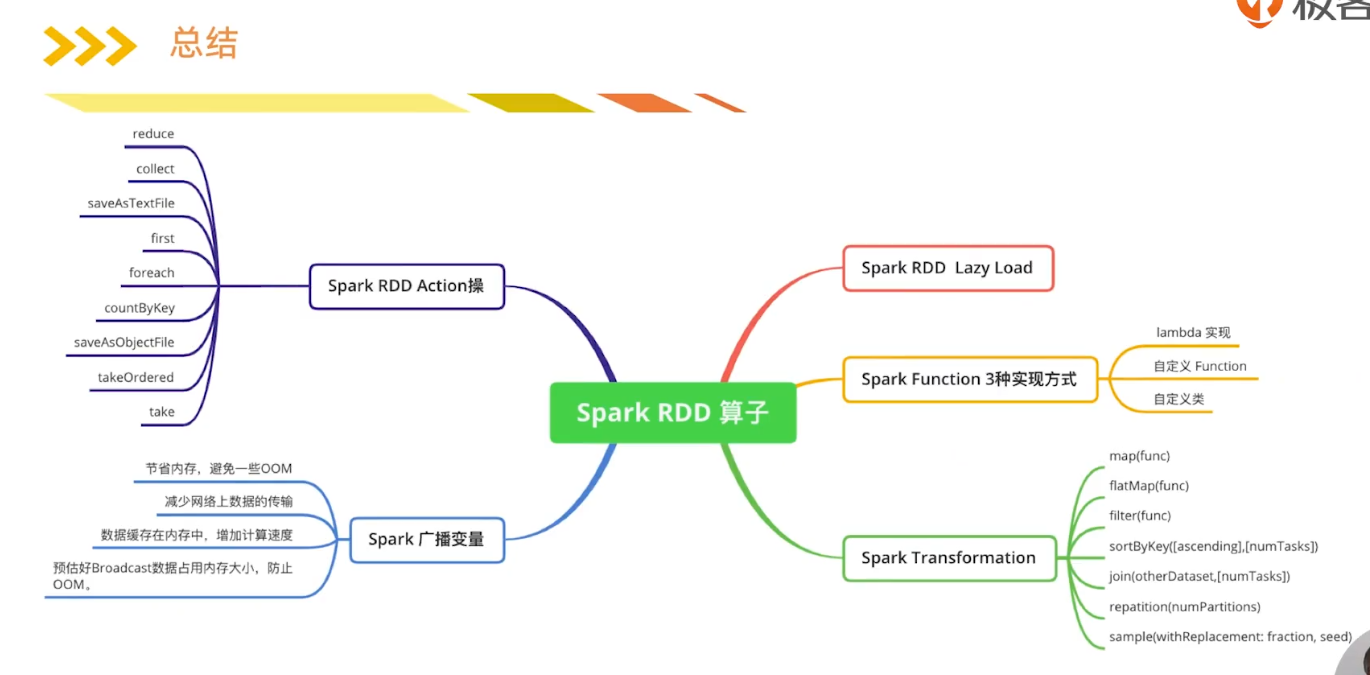 总结
极客
reduce
collect
saveAsTextFile
first
foreach
countByKey
saveAsObjectFile
takeOrdered
take
Spark RDD Action操
节省内存，避免一些OOM
减少网络上数据的传输
数据缓存在内存中，增加计算速度
预估好Broadcast数据占用内存大小，防止
OOM。
Spark 广播变量
Spark RDD 算子
Spark RDD  Lazy Load
Spark Function 3种实现方式
lambda 实现
自定义 Function
自定义类
Spark Transformation
map(func)
flatMap(func)
filter(func)
sortByKey([ascending],[numTasks])
join(otherDataset,[numTasks])
repatition(numPartitions)
sample(withReplacement: fraction, seed)